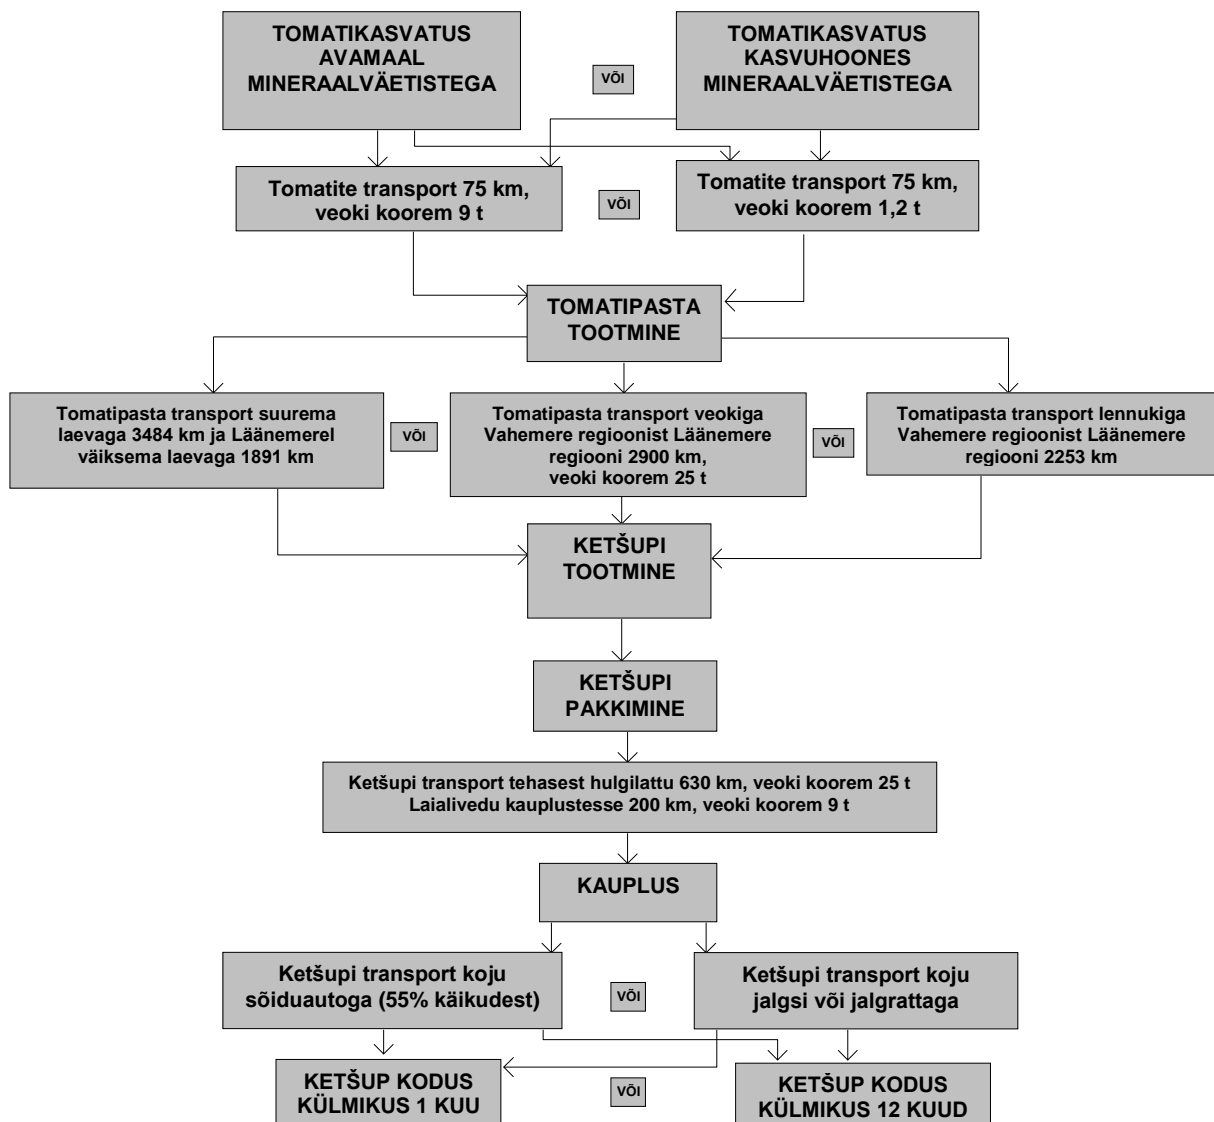 TOMATIKASVATUS
AVAMAAL
MINERAALVÄETISTEGA
VÕI
TOMATIKASVATUS
KASVUHOONES
MINERAALVÄETISTEGA
Tomatite transport 75 km,
veoki koorem 9 t
VÕI
Tomatite transport 75 km,
veoki koorem 1,2 t
TOMATIPASTA
TOOTMINE
Tomatipasta transport suurema
laevaga 3484 km ja Läänemerel
väiksema laevaga 1891 km
VÕI
Tomatipasta transport veokiga
Vahemere regioonist Läänemere
regiooni 2900 km,
veoki koorem 25 t
VÕI
Tomatipasta transport lennukiga
Vahemere regioonist Läänemere
regiooni 2253 km
KETŠUPI
TOOTMINE
KETŠUPI
PAKKIMINE
Ketšupi transport tehasest hulgilattu 630 km, veoki koorem 25 t
Laialivedu kauplustesse 200 km, veoki koorem 9 t
KAUPLUS
Ketšupi transport koju
sõiduautoga (55% käikudest)
VÕI
Ketšupi transport koju
jalgsi või jalgrattaga
KETŠUP KODUS
KÜLMIKUS 1 KUU
VÕI
KETŠUP KODUS
KÜLMIKUS 12 KUUD